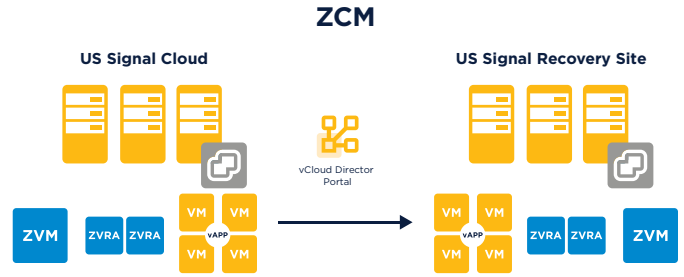 ZCM
US Signal Cloud
US Signal Recovery Site
vCloud Director
Portal
ZVM
ZVRA ZVRA
VM VM
vAPP
VM VM
VM VM
vAPP
VM VM
ZVRA ZVRA
ZVM